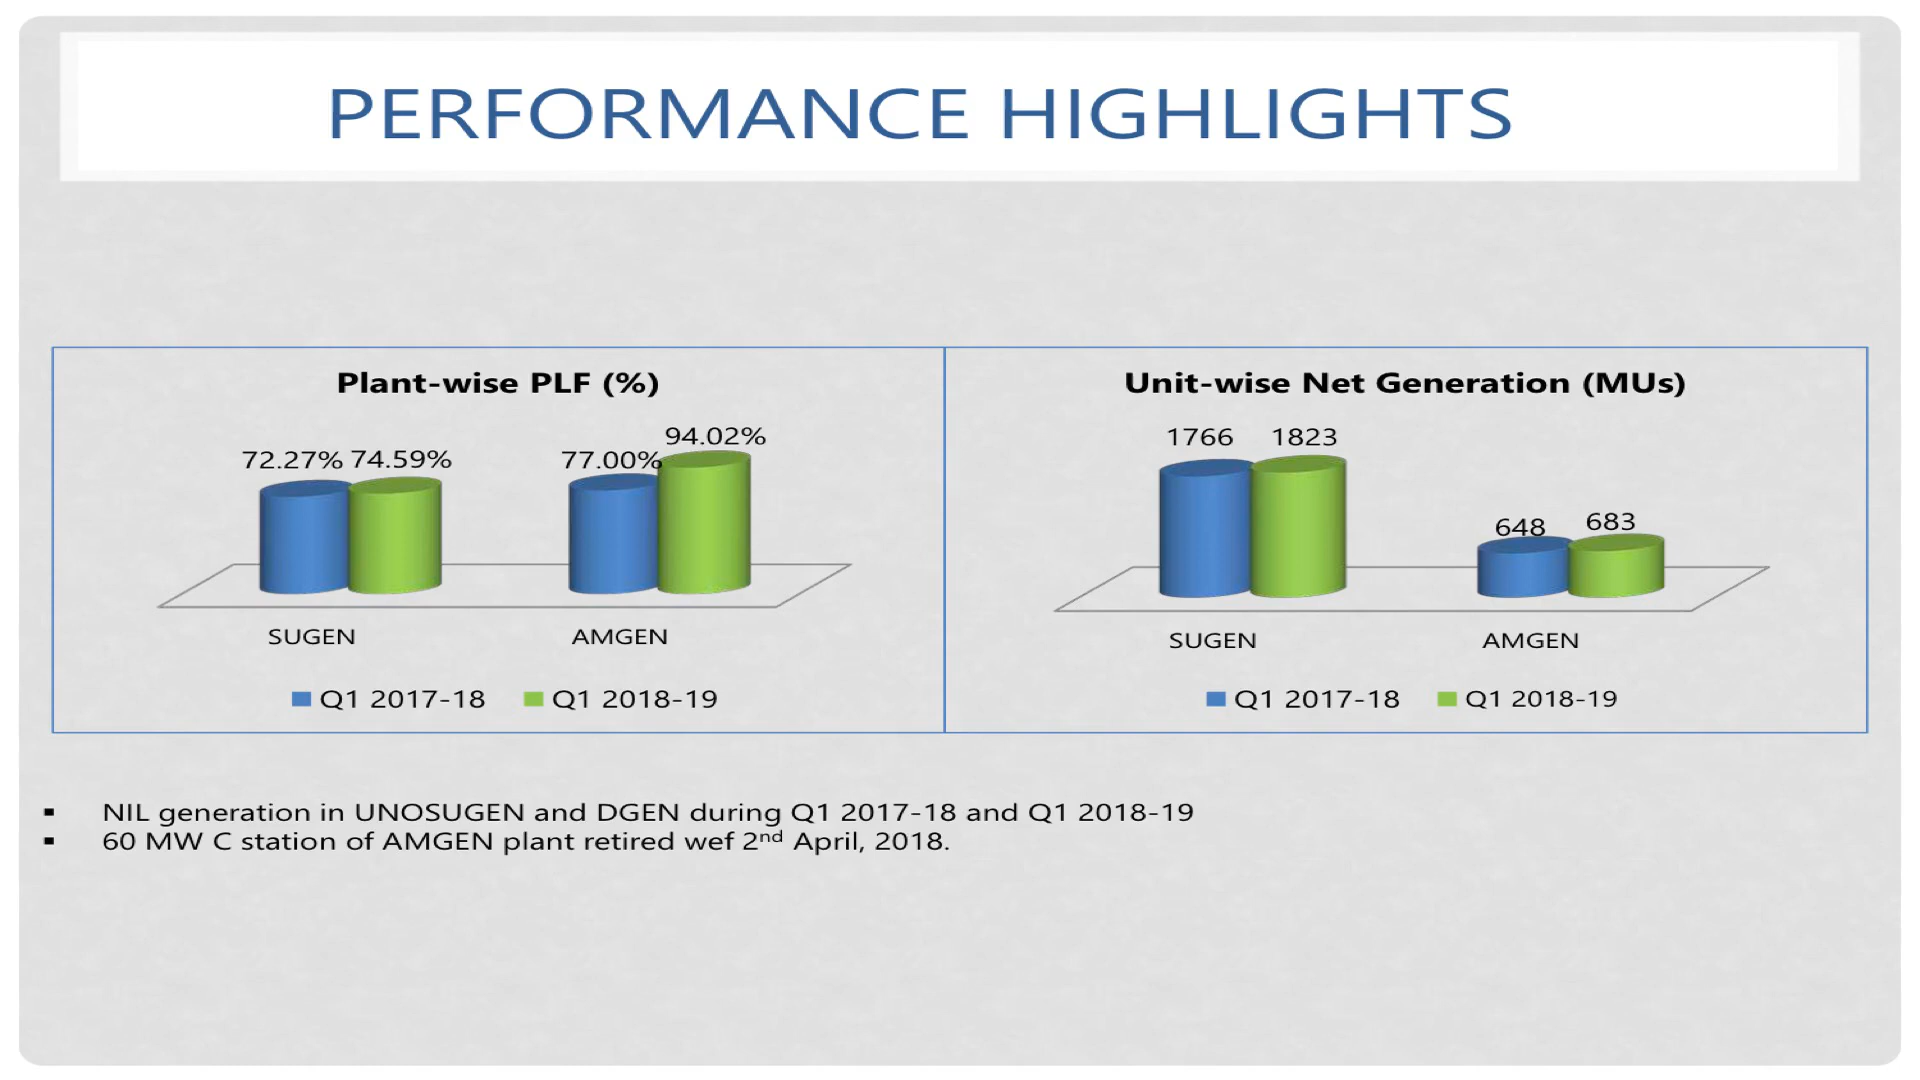 PERFORMANCE HIGHLIGHTS
Plant-wise PLF (%)
72.27% 74.59% 77.00% 94.02%
SUGEN AMGEN
Q1 2017-18 Q1 2018-19
Unit-wise Net Generation (MUs)
1766 1823 648 683
SUGEN AMGEN
Q1 2017-18 Q1 2018-19
▪ NIL generation in UNOSUGEN and DGEN during Q1 2017-18 and Q1 2018-19
▪ 60 MW C station of AMGEN plant retired wef 2nd April, 2018.